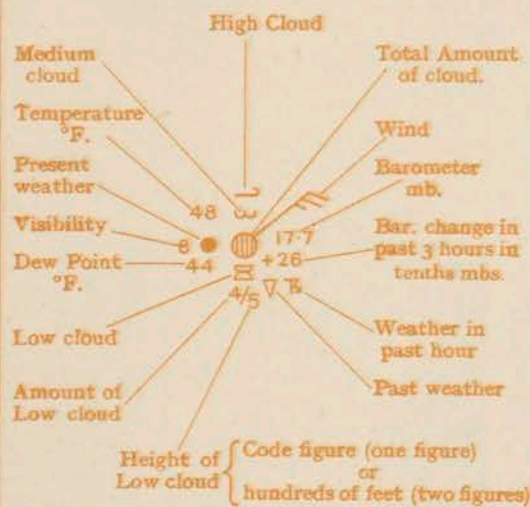 High Cloud
Medium
cloud
Total Amount
of cloud.
Temperature
°F.
Wind
Present
weather
Barometer
mb.
48
Visibility
8
17·7
Bar. change in
past 3 hours in
tenths mbs.
Dew Point
°F.
44
+26
4/5
Low cloud
Weather in
past hour
Amount of
Low cloud
Past weather
Height of
Low cloud
Code figure (one figure)
or
hundreds of feet (two figures)